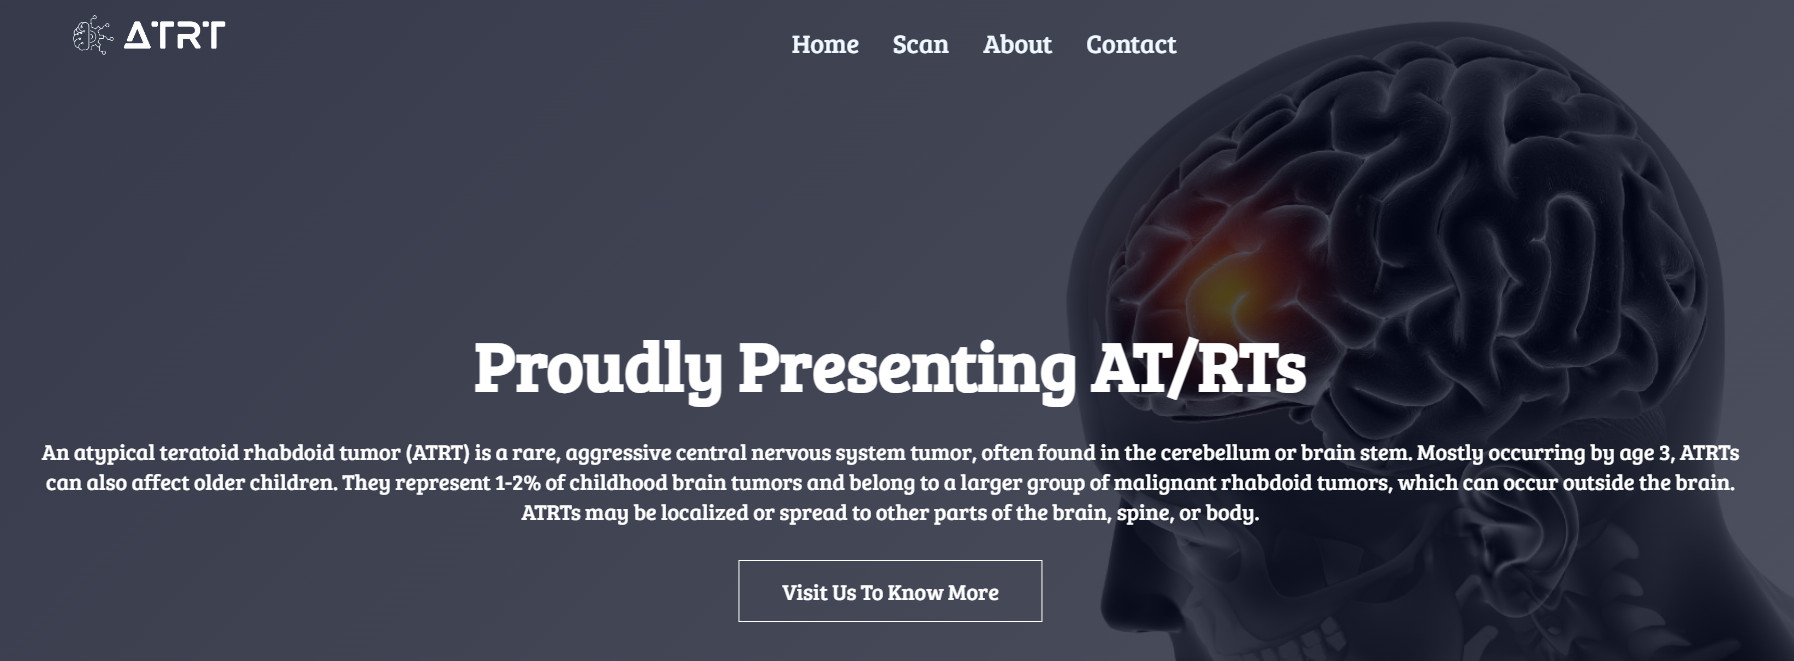 ATRT
Home Scan About Contact
Proudly Presenting AT/RTs
An atypical teratoid rhabdoid tumor (ATRT) is a rare, aggressive central nervous system tumor, often found in the cerebellum or brain stem. Mostly occurring by age 3, ATRTs
can also affect older children. They represent 1-2% of childhood brain tumors and belong to a larger group of malignant rhabdoid tumors, which can occur outside the brain.
ATRTs may be localized or spread to other parts of the brain, spine, or body.
Visit Us To Know More